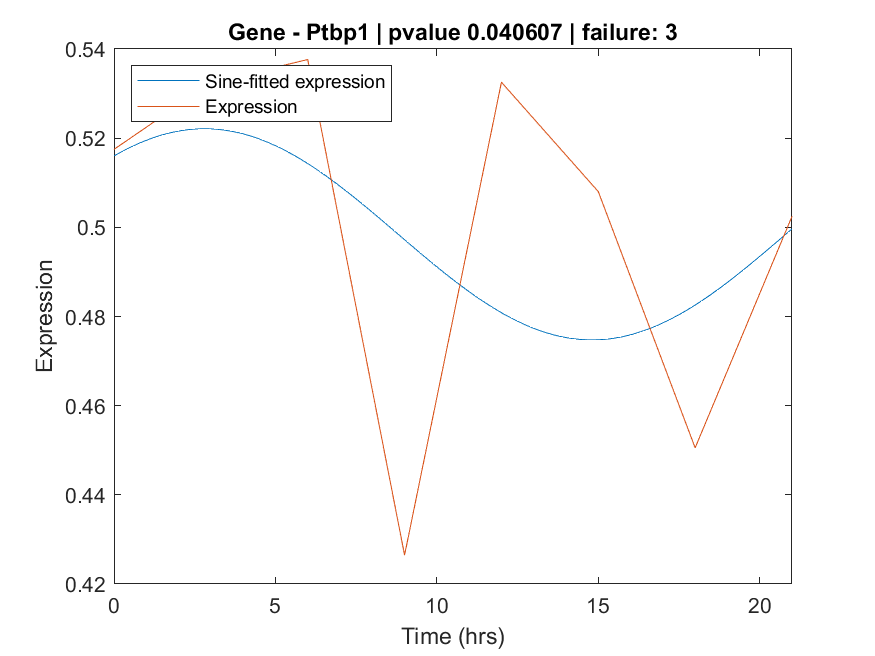 Gene - Ptbp1 | pvalue 0.040607 | failure: 3
0.54
0.52
0.5
0.48
0.46
0.44
0.42
Expression
Sine-fitted expression
Expression
0 5 10 15 20
Time (hrs)